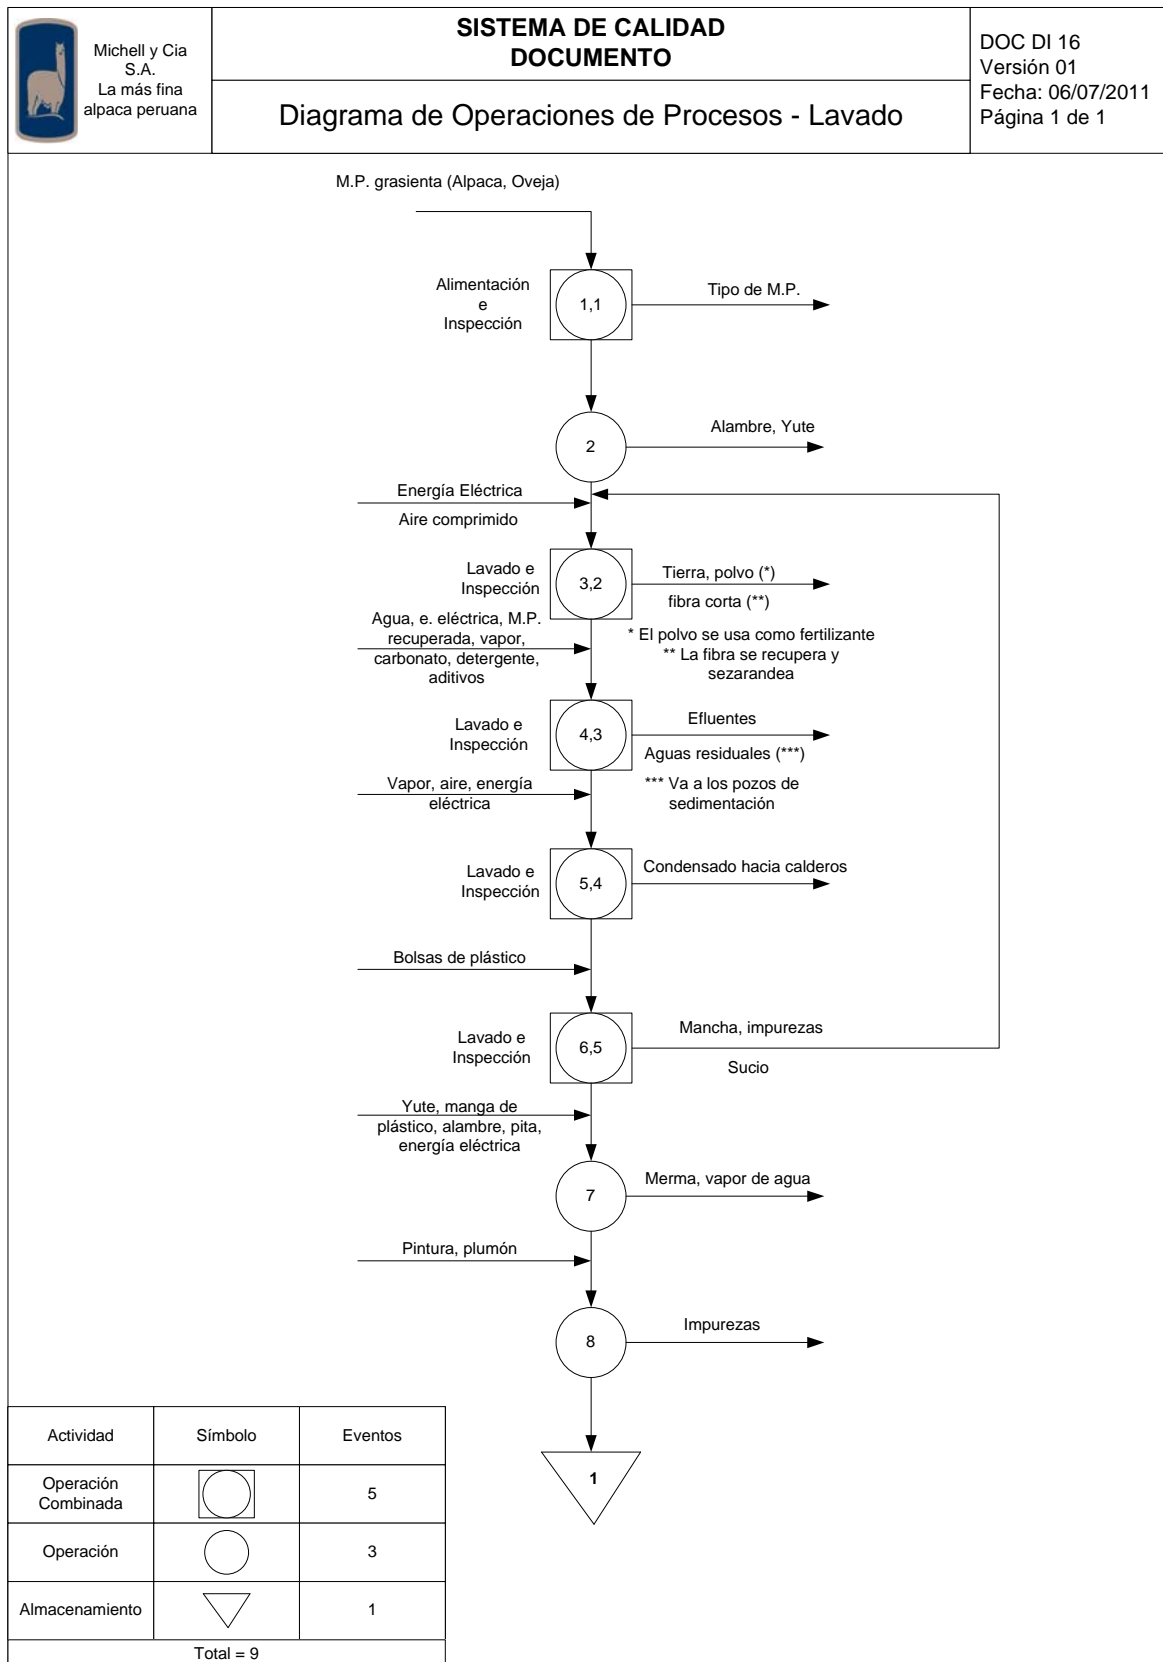 Michell y Cia
S.A.
La más fina
alpaca peruana
SISTEMA DE CALIDAD
DOCUMENTO
Diagrama de Operaciones de Procesos - Lavado
DOC DI 16
Versión 01
Fecha: 06/07/2011
Página 1 de 1
M.P. grasienta (Alpaca, Oveja)
Alimentación
e
Inspección
1,1
Tipo de M.P.
2
Alambre, Yute
Energía Eléctrica
Aire comprimido
Lavado e
Inspección
3,2
Tierra, polvo (*)
fibra corta (**)
Agua, e. eléctrica, M.P.
recuperada, vapor,
carbonato, detergente,
aditivos
* El polvo se usa como fertilizante
** La fibra se recupera y
sezarandea
Lavado e
Inspección
4,3
Efluentes
Aguas residuales (***)
Vapor, aire, energía
eléctrica
*** Va a los pozos de
sedimentación
Lavado e
Inspección
5,4
Condensado hacia calderos
Bolsas de plástico
Lavado e
Inspección
6,5
Mancha, impurezas
Sucio
Yute, manga de
plástico, alambre, pita,
energía eléctrica
7
Merma, vapor de agua
Pintura, plumón
8
Impurezas
1
Actividad
Símbolo
Eventos
Operación
Combinada
5
Operación
3
Almacenamiento
1
Total = 9